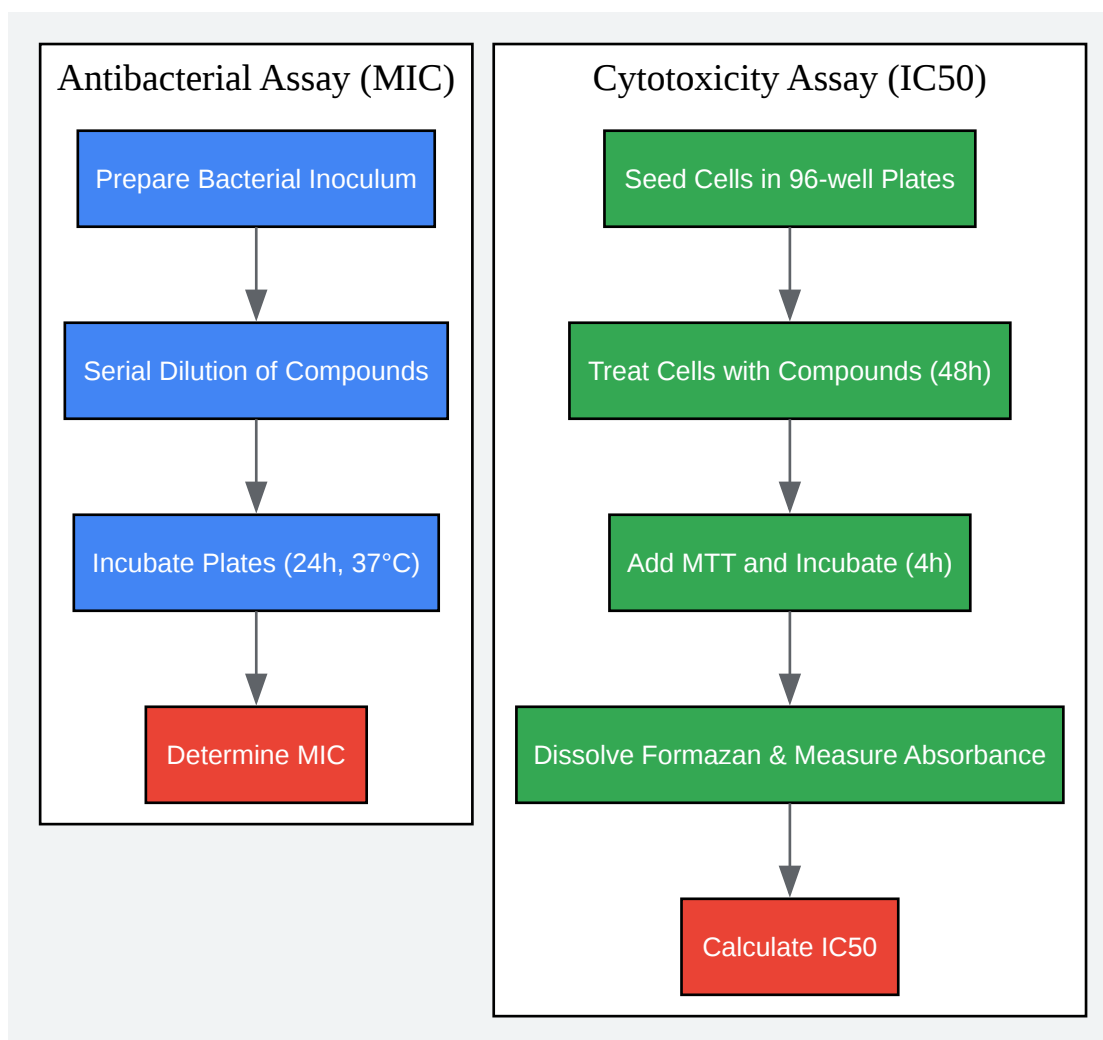 Antibacterial Assay (MIC)
Prepare Bacterial Inoculum
Serial Dilution of Compounds
Incubate Plates (24h, 37°C)
Determine MIC
Cytotoxicity Assay (IC50)
Seed Cells in 96-well Plates
Treat Cells with Compounds (48h)
Add MTT and Incubate (4h)
Dissolve Formazan & Measure Absorbance
Calculate IC50